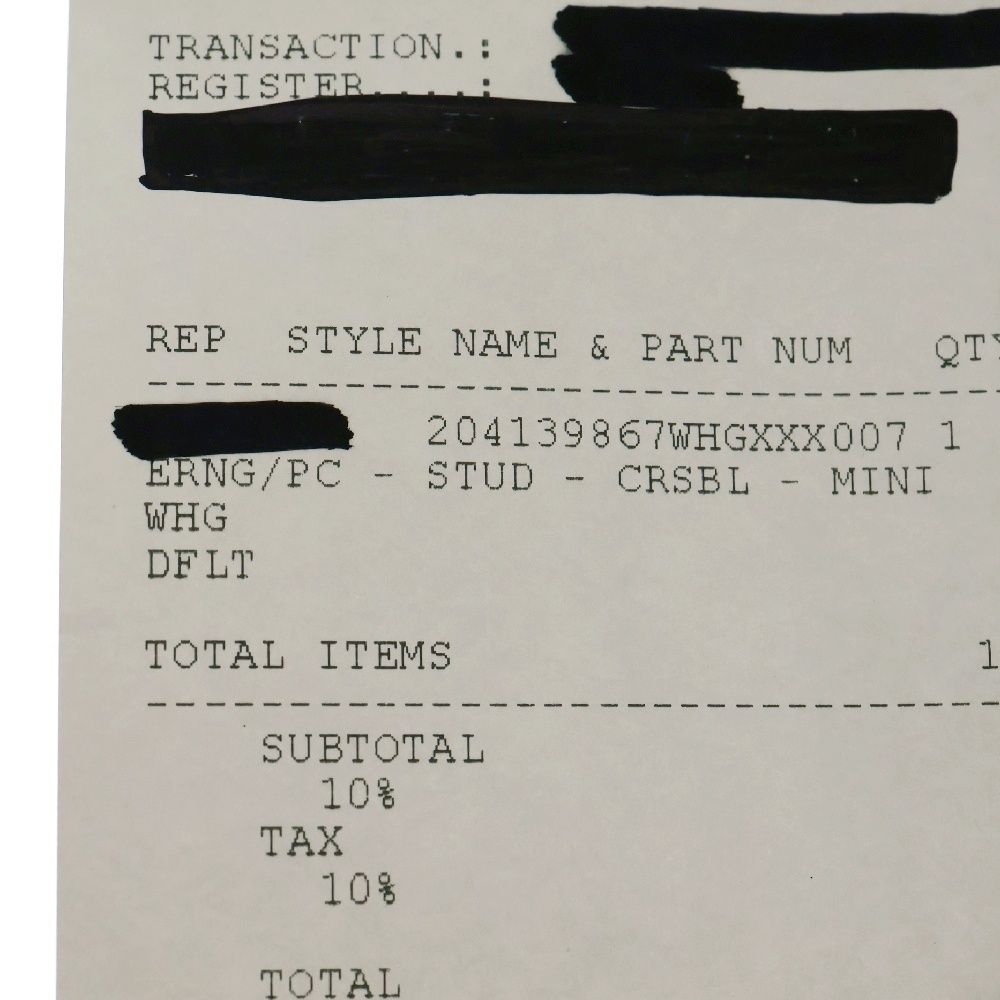 TRANSACTION.:
REGISTER....:
REP STYLE NAME & PART NUM QTY
204139867WHGXXX007 1
ERNG/PC - STUD - CRSBL - MINI
WHG
DFLT
TOTAL ITEMS 1
SUBTOTAL
10%
TAX
10%
TOTAL